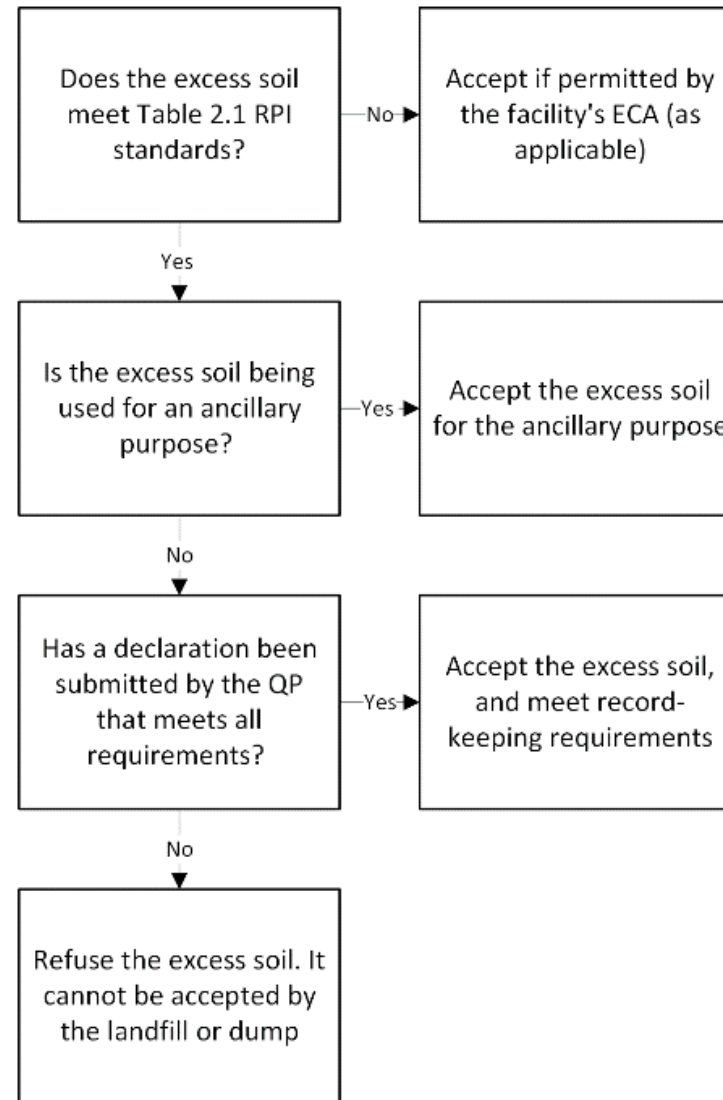 Does the excess soil
meet Table 2.1 RPI
standards?
No
Accept if permitted by
the facility's ECA (as
applicable)
Yes
Is the excess soil being
used for an ancillary
purpose?
Yes
Accept the excess soil
for the ancillary purpose
No
Has a declaration been
submitted by the QP
that meets all
requirements?
Yes
Accept the excess soil,
and meet record-
keeping requirements
No
Refuse the excess soil. It
cannot be accepted by
the landfill or dump